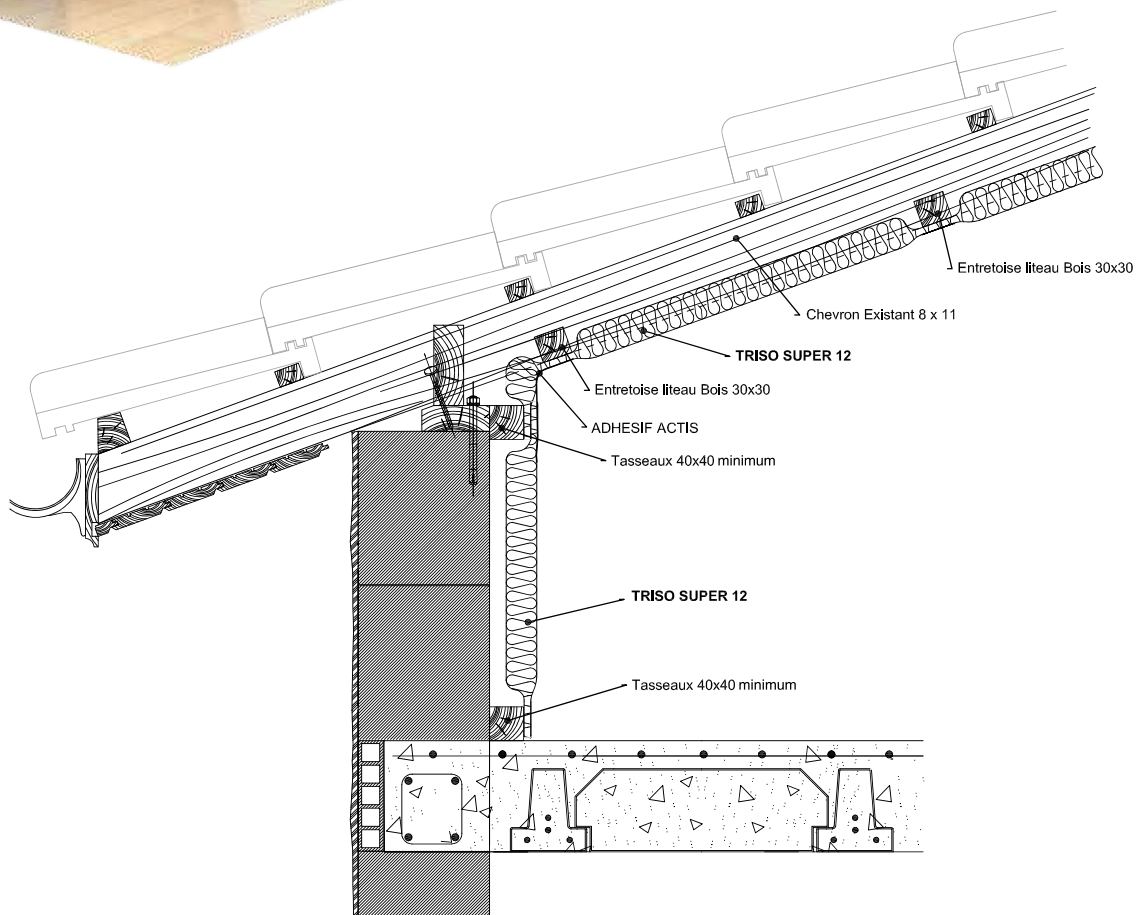 Entretoise liteau Bois 30x30
Chevron Existant 8 x 11
TRISO SUPER 12
Entretoise liteau Bois 30x30
ADHESIF ACTIS
Tasseaux 40x40 minimum
TRISO SUPER 12
Tasseaux 40x40 minimum